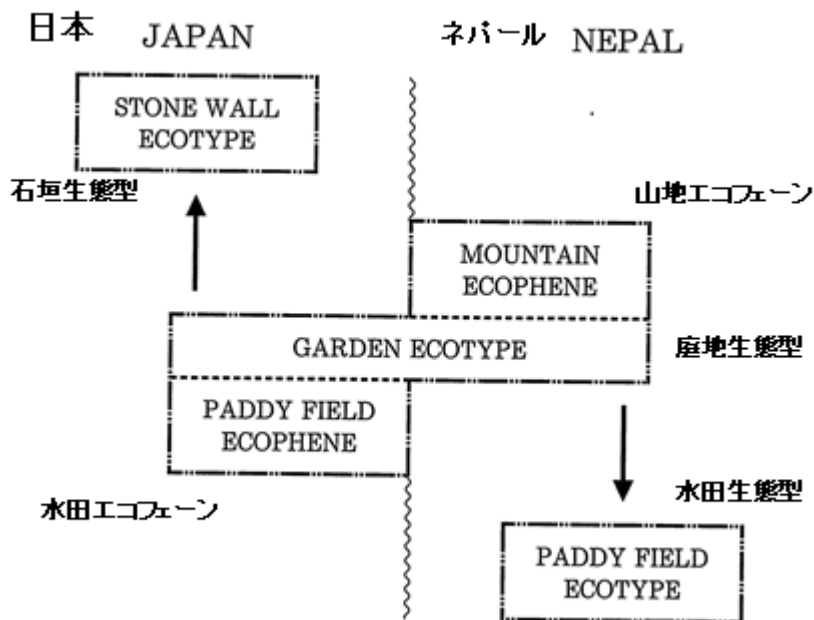 日本 JAPAN
ネパール NEPAL
STONE WALL
ECOTYPE
石垣生態型
山地エコフェーン
MOUNTAIN
ECOPHENE
GARDEN ECOTYPE
庭地生態型
PADDY FIELD
ECOPHENE
水田エコフェーン
水田生態型
PADDY FIELD
ECOTYPE